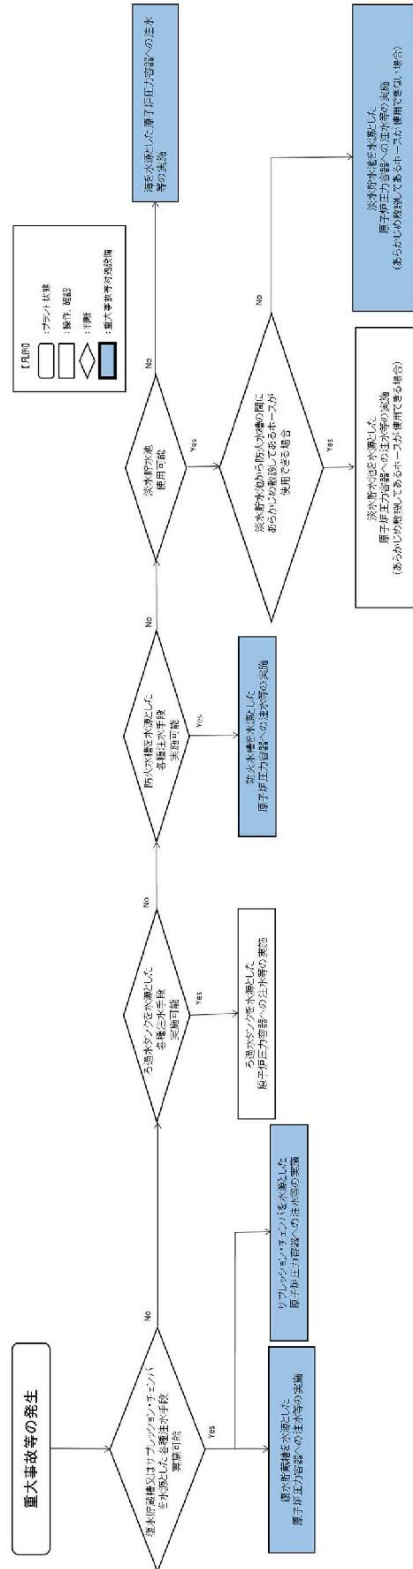 重大事故等の発生
復水貯蔵槽又はサプレッション・チェンバ
を水源とした各種注水手段
実施可能
No
Yes
復水貯蔵槽を水源とした
原子炉圧力容器への注水等の実施
サプレッション・チェンバを水源とした
原子炉圧力容器への注水等の実施
ろ過水タンクを水源とした
各種注水手段
実施可能
No
Yes
ろ過水タンクを水源とした
原子炉圧力容器への注水等の実施
防火水槽を水源とした
各種注水手段
実施可能
No
Yes
防火水槽を水源とした
原子炉圧力容器への注水等の実施
淡水貯水池
使用可能
No
Yes
海を水源とした原子炉圧力容器への注水
等の実施
淡水貯水池から防火水槽の間に
あらかじめ敷設してあるホースが
使用できる場合
No
Yes
淡水貯水池を水源とした
原子炉圧力容器への注水等の実施
(あらかじめ敷設してあるホースが使用できる場合)
淡水貯水池を水源とした
原子炉圧力容器への注水等の実施
(あらかじめ敷設してあるホースが使用できない場合)
【凡例】
:プラント状態
:操作、確認
:判断
:重大事故等対処設備